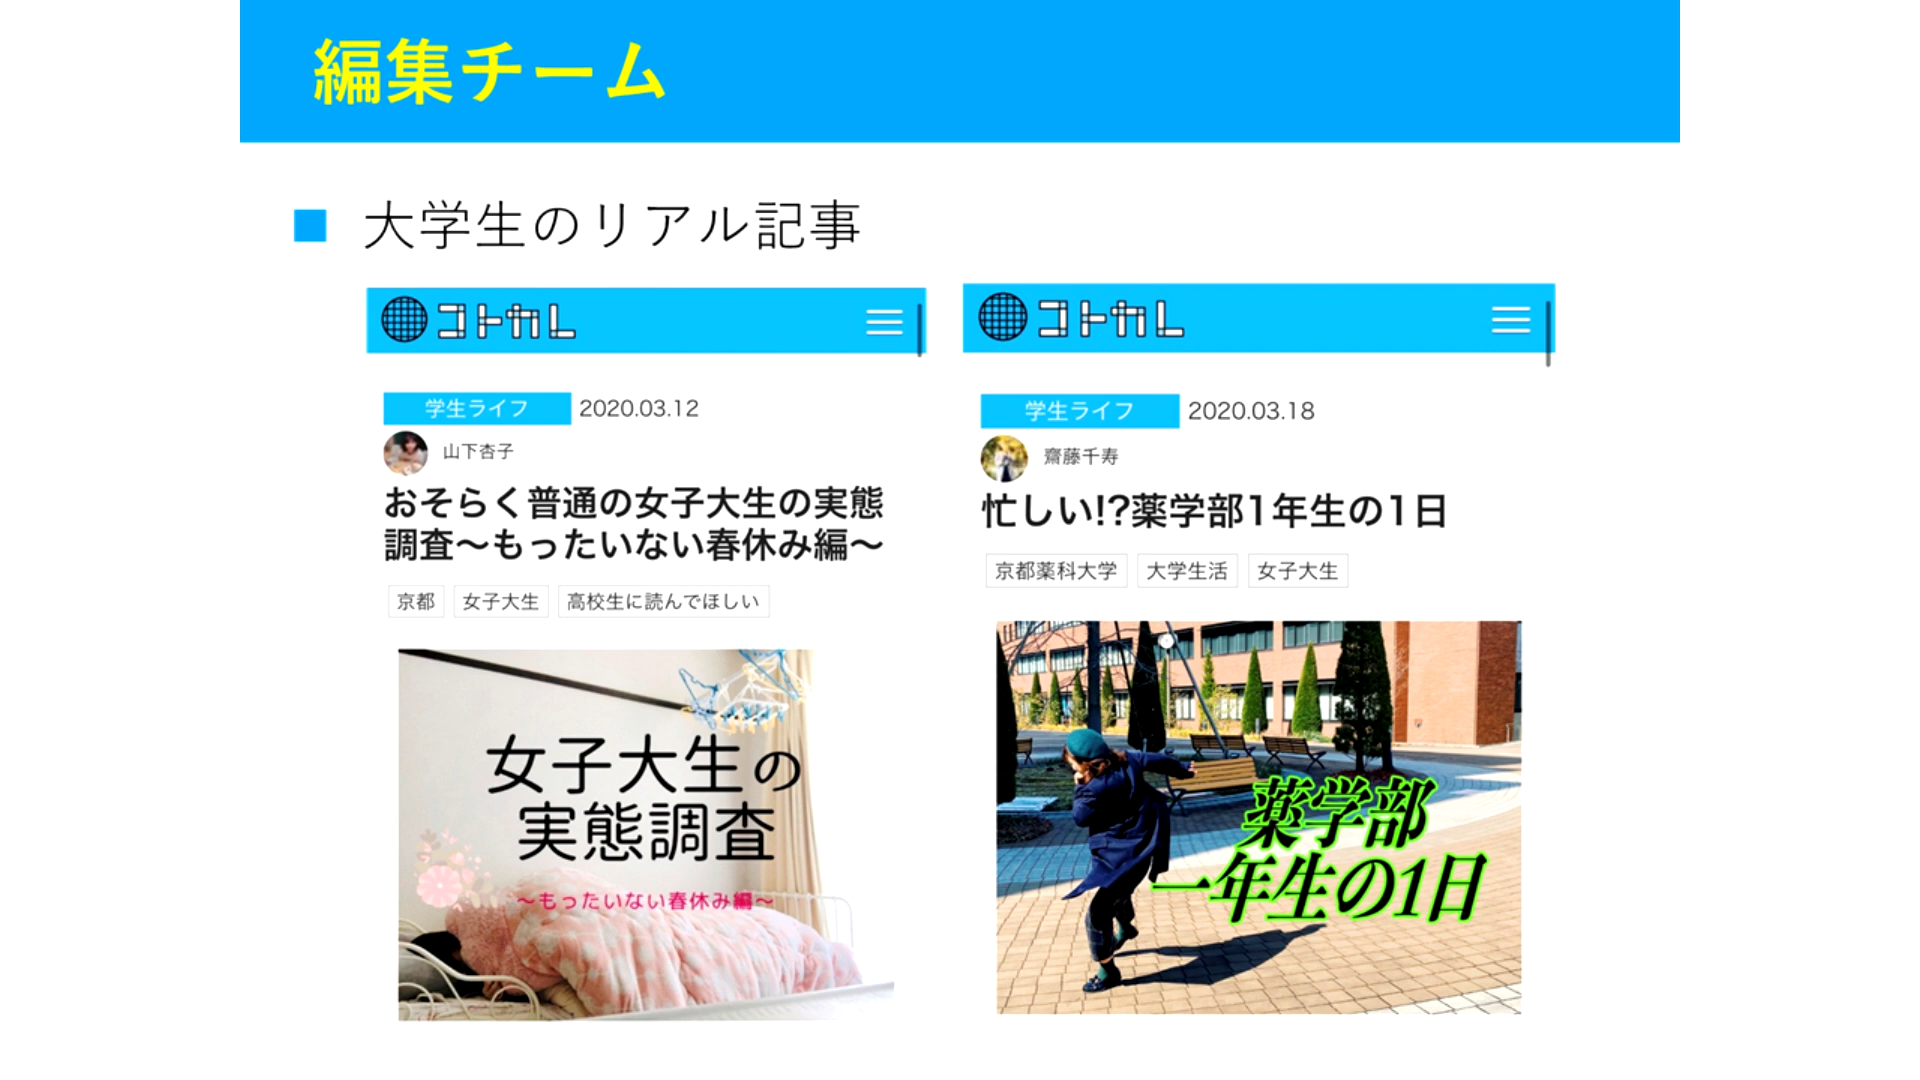 編集チーム
■ 大学生のリアル記事
コトカレ
学生ライフ 2020.03.12
山下杏子
おそらく普通の女子大生の実態
調査〜もったいない春休み編〜
京都 女子大生 高校生に読んでほしい
女子大生の
実態調査
〜もったいない春休み編〜
コトカレ
学生ライフ 2020.03.18
齋藤千寿
忙しい!?薬学部1年生の1日
京都薬科大学 大学生活 女子大生
薬学部
一年生の1日